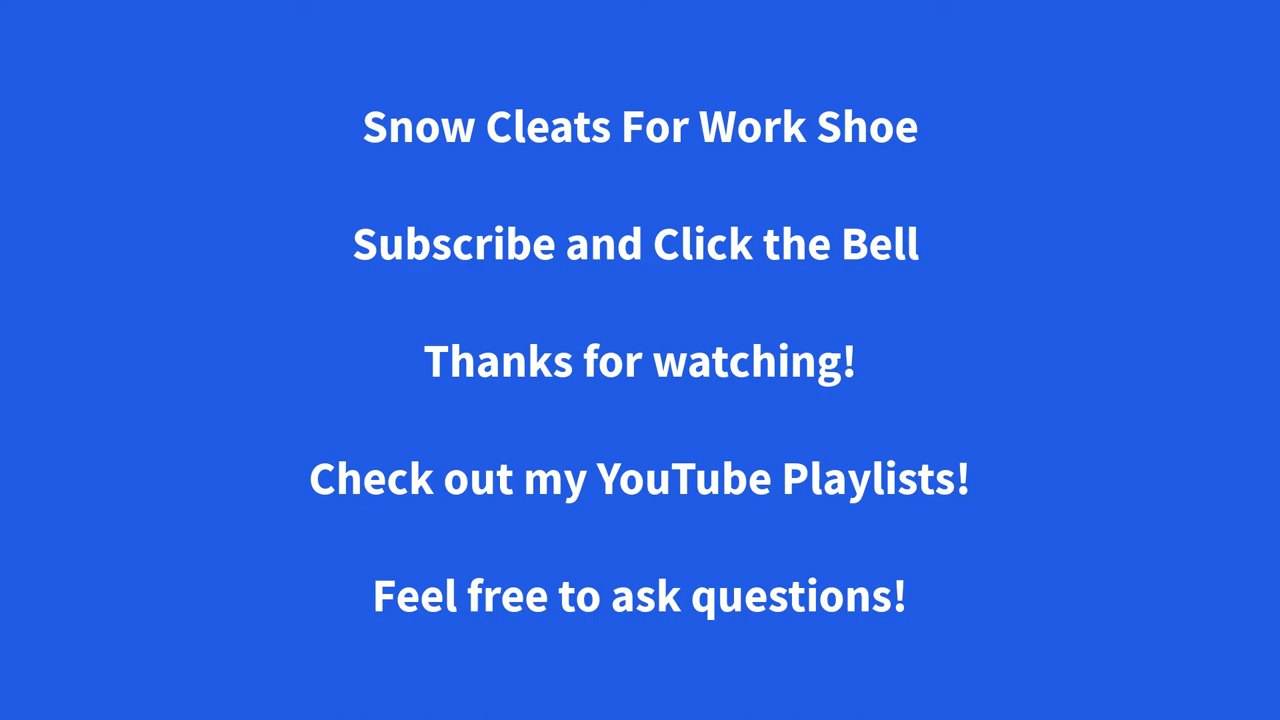 Snow Cleats For Work Shoe
Subscribe and Click the Bell
Thanks for watching!
Check out my YouTube Playlists!
Feel free to ask questions!